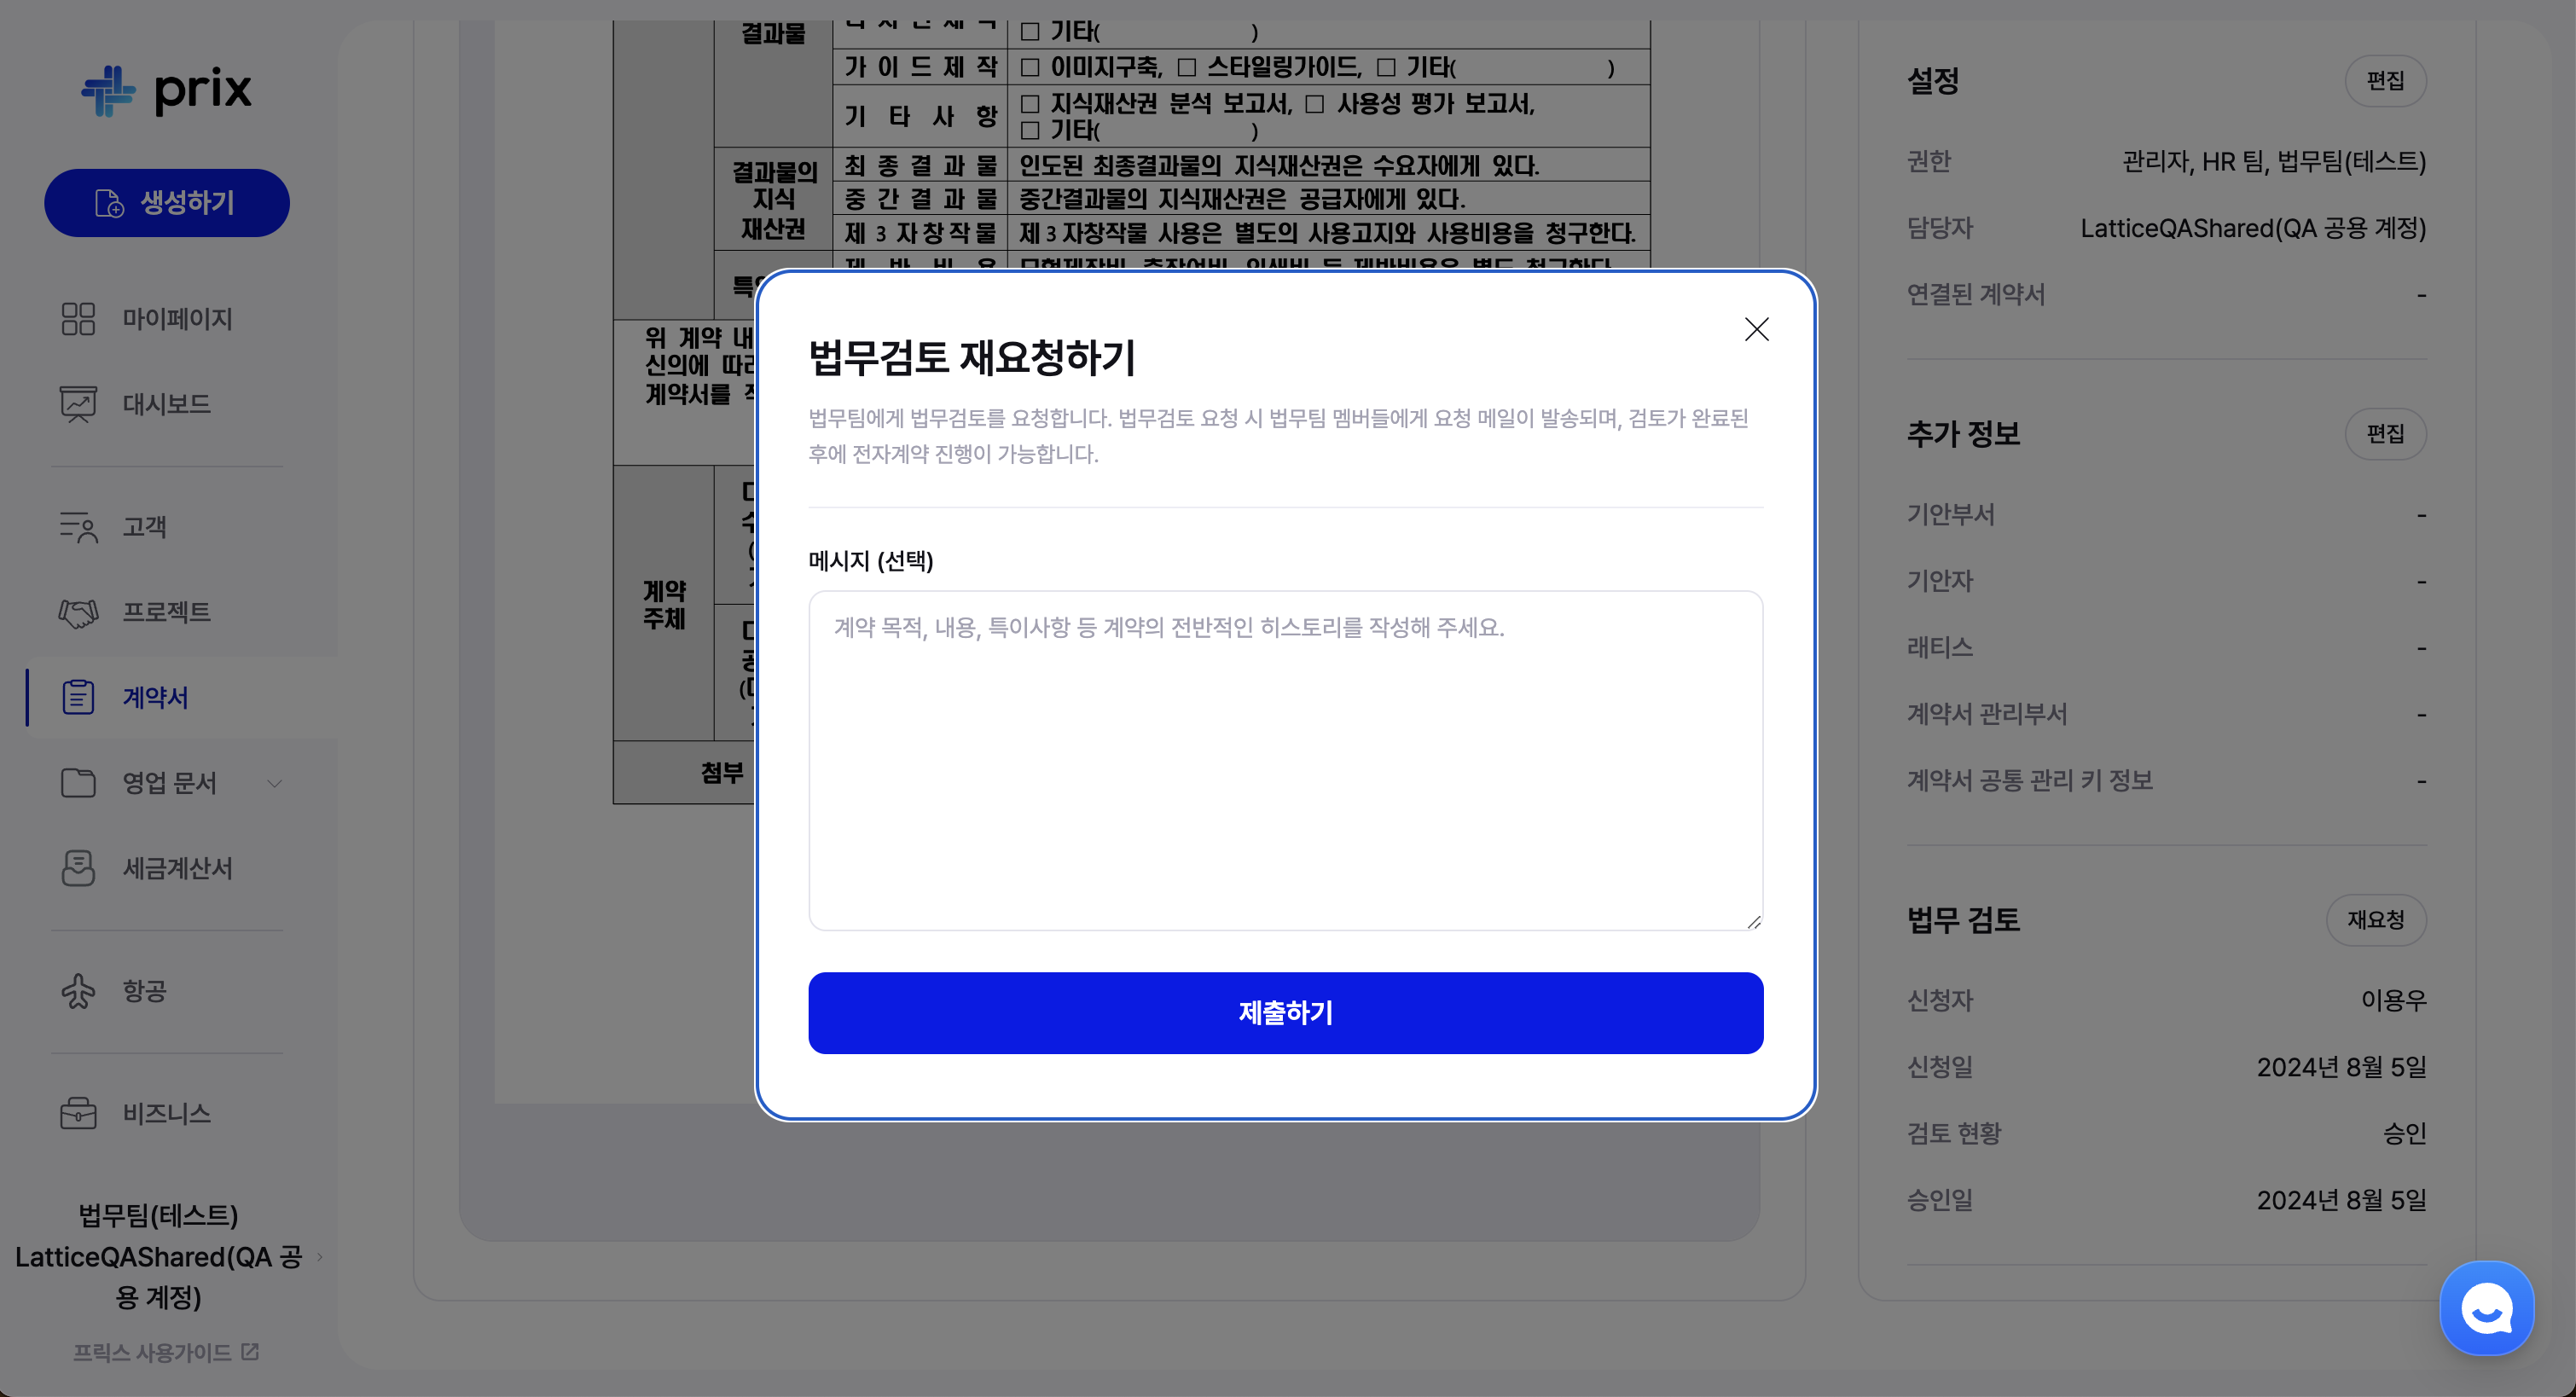 prix
생성하기
마이페이지
대시보드
고객
프로젝트
계약서
영업 문서
세금계산서
항공
비즈니스
법무팀(테스트)
LatticeQAShared(QA 공
용 계정)
프릭스 사용가이드
결과물
□ 기타( )
가 이 드 제 작 □ 이미지구축, □ 스타일링가이드, □ 기타( )
기 타 사 항
□ 지식재산권 분석 보고서, □ 사용성 평가 보고서,
□ 기타( )
결과물의
지식
재산권
최 종 결 과 물 인도된 최종결과물의 지식재산권은 수요자에게 있다.
중 간 결 과 물 중간결과물의 지식재산권은 공급자에게 있다.
제 3 자창작물 제3자창작물 사용은 별도의 사용고지와 사용비용을 청구한다.
위 계약 내
신의에 따라
계약서를
계약
주체
첨부
법무검토 재요청하기
법무팀에게 법무검토를 요청합니다. 법무검토 요청 시 법무팀 멤버들에게 요청 메일이 발송되며, 검토가 완료된
후에 전자계약 진행이 가능합니다.
메시지 (선택)
계약 목적, 내용, 특이사항 등 계약의 전반적인 히스토리를 작성해 주세요.
제출하기
설정 편집
권한 관리자, HR 팀, 법무팀(테스트)
담당자 LatticeQAShared(QA 공용 계정)
연결된 계약서 -
추가 정보 편집
기안부서 -
기안자 -
래티스 -
계약서 관리부서 -
계약서 공통 관리 키 정보 -
법무 검토 재요청
신청자 이용우
신청일 2024년 8월 5일
검토 현황 승인
승인일 2024년 8월 5일